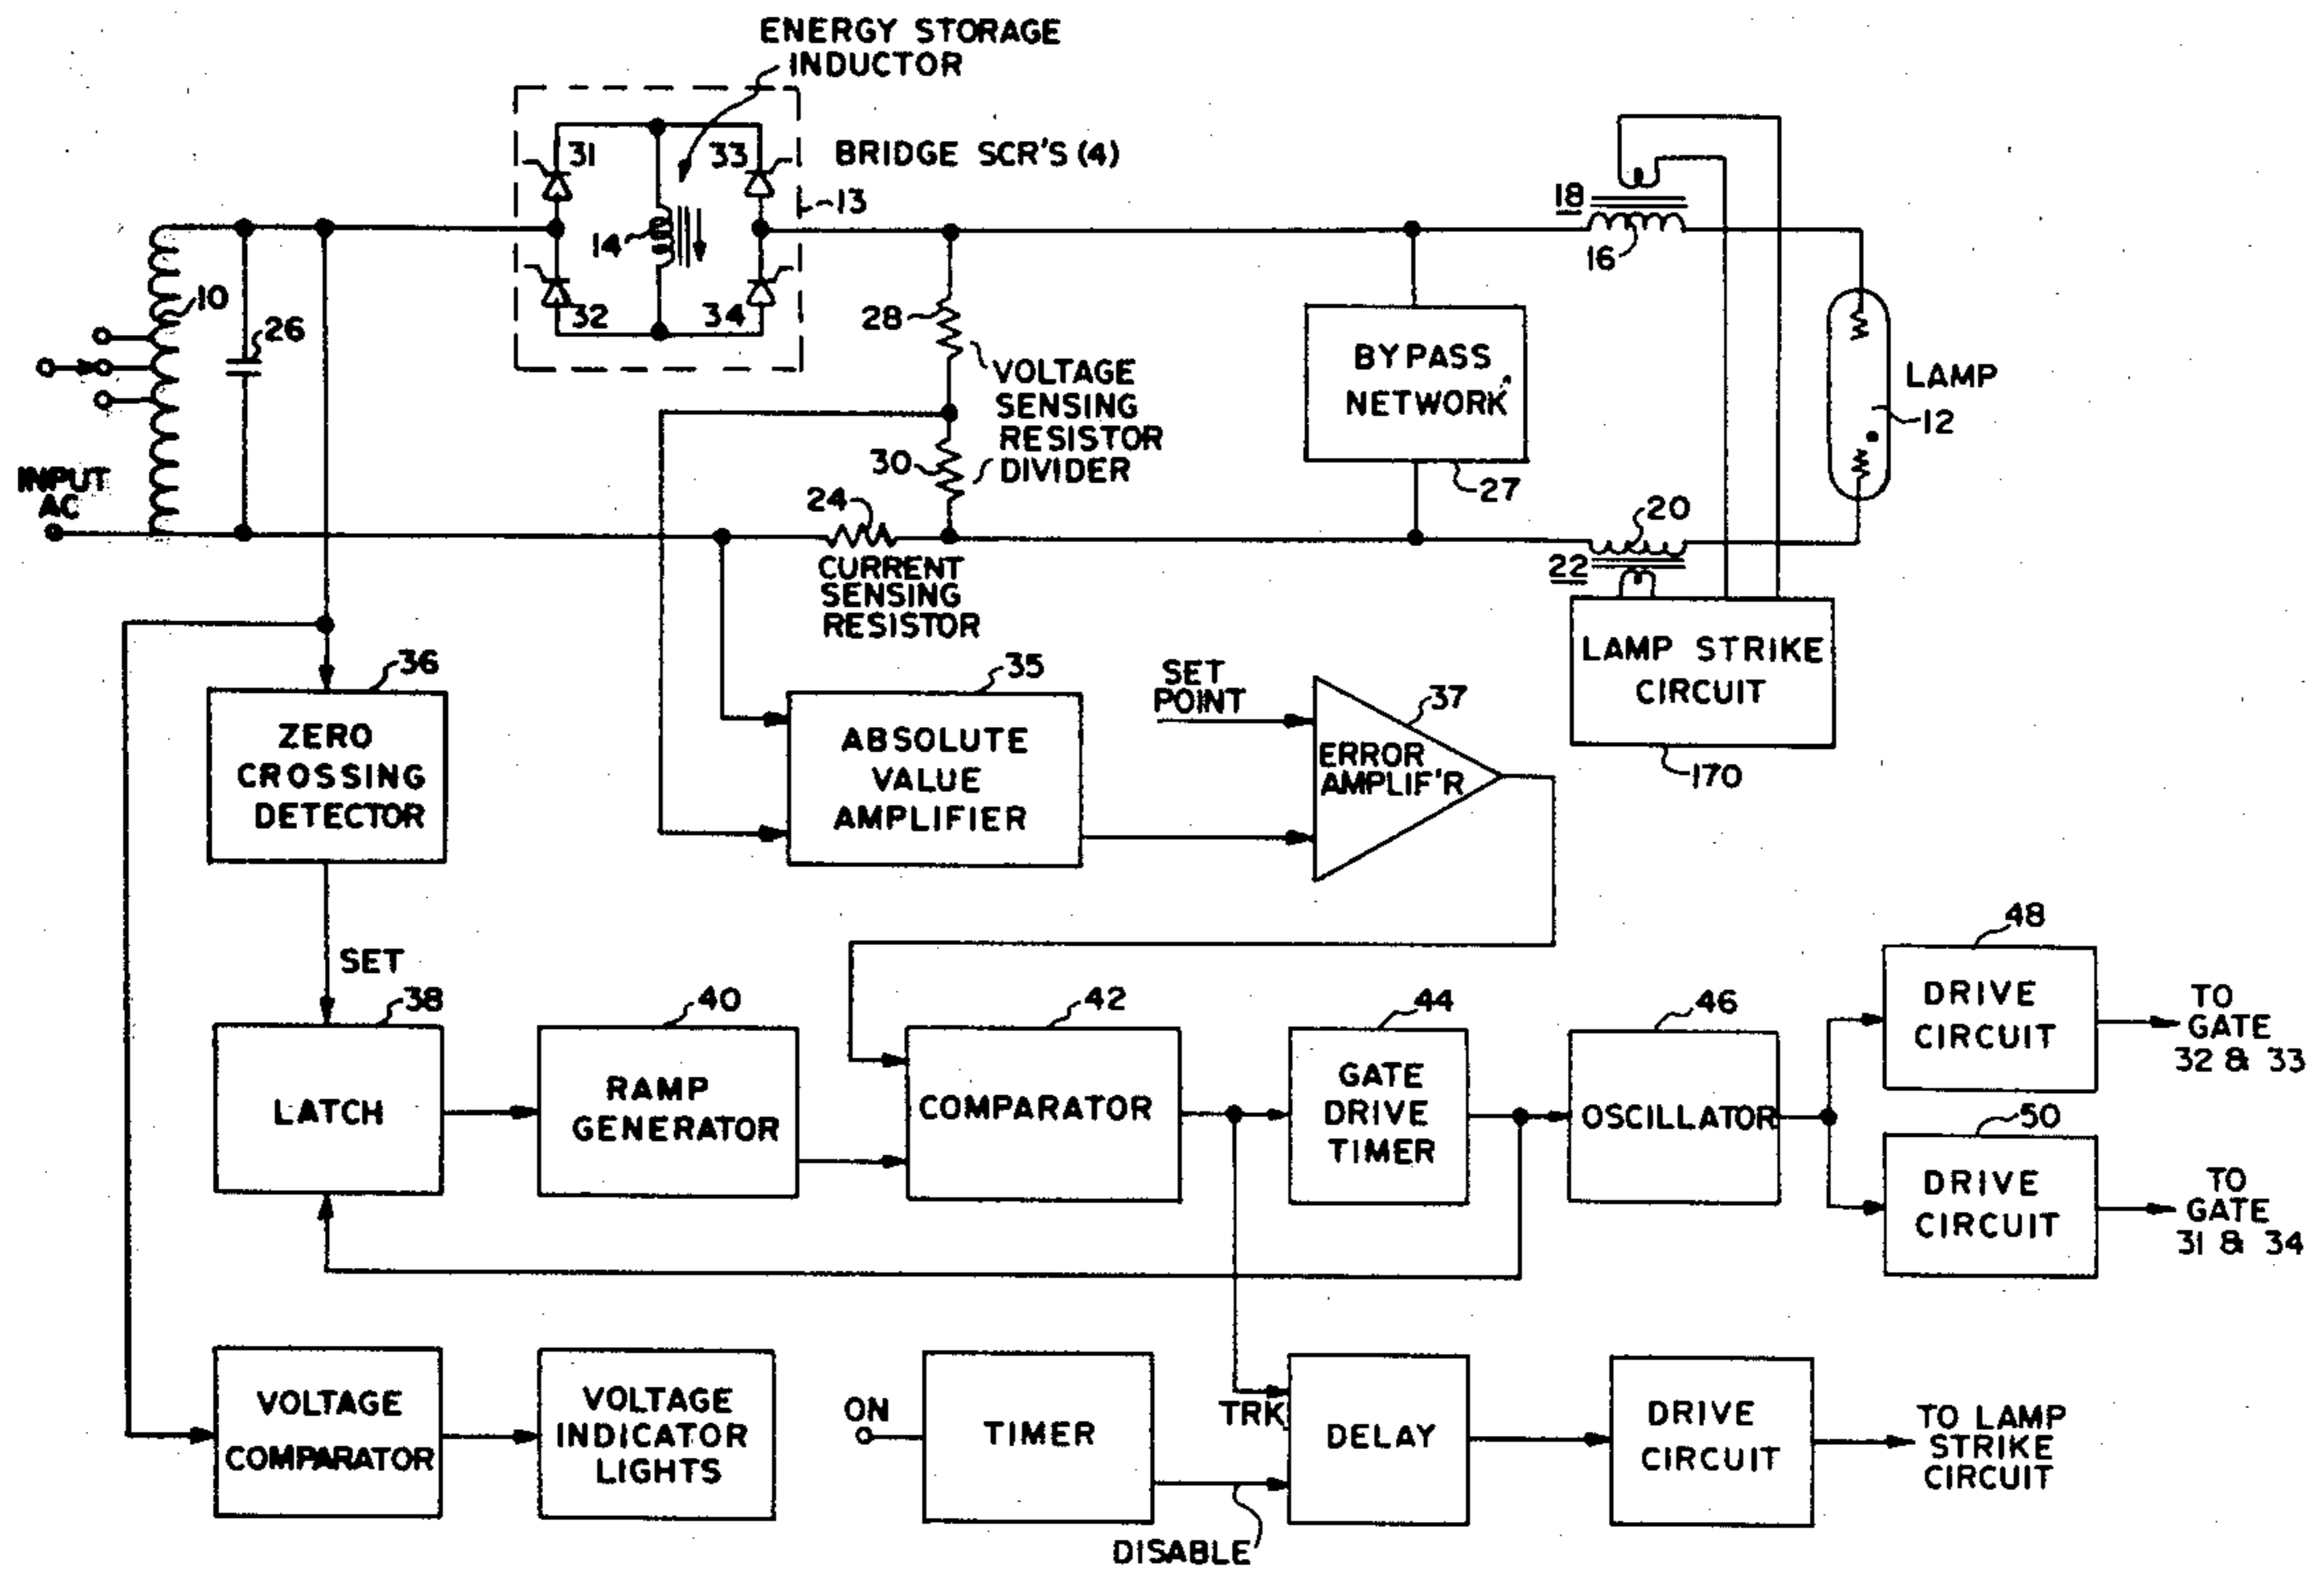 ENERGY STORAGE
INDUCTOR
31
33
BRIDGE SCR'S (4)
13
14
32
34
10
26
INPUT
AC
28
VOLTAGE
SENSING
RESISTOR
DIVIDER
30
24
CURRENT
SENSING
RESISTOR
BYPASS
NETWORK
27
18
16
LAMP
12
20
22
LAMP STRIKE
CIRCUIT
170
36
ZERO
CROSSING
DETECTOR
35
ABSOLUTE
VALUE
AMPLIFIER
SET
POINT
37
ERROR
AMPLIF'R
SET
38
LATCH
40
RAMP
GENERATOR
42
COMPARATOR
44
GATE
DRIVE
TIMER
46
OSCILLATOR
48
DRIVE
CIRCUIT
TO
GATE
32 & 33
50
DRIVE
CIRCUIT
TO
GATE
31 & 34
VOLTAGE
COMPARATOR
VOLTAGE
INDICATOR
LIGHTS
ON
TIMER
DISABLE
TRK
DELAY
DRIVE
CIRCUIT
TO LAMP
STRIKE
CIRCUIT